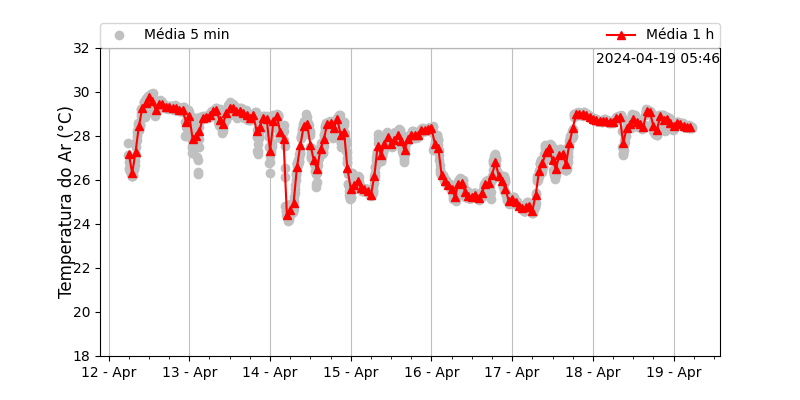 Média 5 min
Média 1 h
2024-04-19 05:46
Temperatura do Ar (°C)
32
30
28
26
24
22
20
18
12 - Apr
13 - Apr
14 - Apr
15 - Apr
16 - Apr
17 - Apr
18 - Apr
19 - Apr